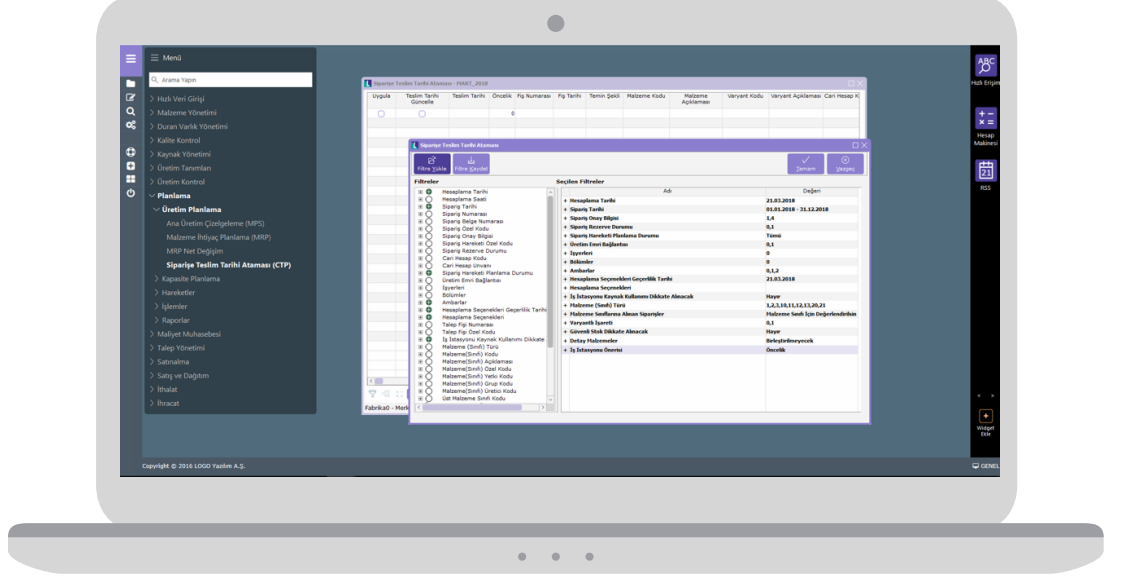 Menü
Arama Yapın
Hızlı Veri Girişi
Malzeme Yönetimi
Duran Varlık Yönetimi
Kalite Kontrol
Kaynak Yönetimi
Üretim Tanımları
Üretim Kontrol
Planlama
Üretim Planlama
Ana Üretim Çizelgeleme (MPS)
Malzeme İhtiyaç Planlama (MRP)
MRP Net Değişim
Siparişe Teslim Tarihi Ataması (CTP)
Kapasite Planlama
Hareketler
İşlemler
Raporlar
Maliyet Muhasebesi
Talep Yönetimi
Satınalma
Satış ve Dağıtım
İthalat
İhracat
Siparişe Teslim Tarihi Ataması - MART_2018
Uygula Teslim Tarihi Güncelle Teslim Tarihi Öncelik Fiş Numarası Fiş Tarihi Temin Şekli Malzeme Kodu Malzeme Açıklaması Varyant Kodu Varyant Açıklaması Cari Hesap K
0
Siparişe Teslim Tarihi Ataması
Filtre Yükle Filtre Kaydet Tamam Vazgeç
Filtreler
Hesaplama Tarihi
Hesaplama Saati
Sipariş Tarihi
Sipariş Numarası
Sipariş Belge Numarası
Sipariş Özel Kodu
Sipariş Onay Bilgisi
Sipariş Hareketi Özel Kodu
Sipariş Rezerve Durumu
Cari Hesap Kodu
Cari Hesap Unvanı
Sipariş Hareketi Planlama Durumu
Üretim Emri Bağlantısı
İşyerleri
Bölümler
Ambarlar
Hesaplama Seçenekleri Geçerlilik Tarihi
Hesaplama Seçenekleri
Talep Fişi Numarası
Talep Fişi Özel Kodu
İş İstasyonu Kaynak Kullanımı Dikkate
Malzeme (Sınıfı) Türü
Malzeme(Sınıfı) Kodu
Malzeme(Sınıfı) Açıklaması
Malzeme(Sınıfı) Özel Kodu
Malzeme(Sınıfı) Yetki Kodu
Malzeme(Sınıfı) Grup Kodu
Malzeme(Sınıfı) Üretici Kodu
Üst Malzeme Sınıfı Kodu
Seçilen Filtreler
Adı Değeri
+ Hesaplama Tarihi 21.03.2018
+ Sipariş Tarihi 01.01.2018 - 31.12.2018
+ Sipariş Onay Bilgisi 1,4
+ Sipariş Rezerve Durumu 0,1
+ Sipariş Hareketi Planlama Durumu Tümü
+ Üretim Emri Bağlantısı 0,1
+ İşyerleri 0
+ Bölümler 0
+ Ambarlar 0,1,2
+ Hesaplama Seçenekleri Geçerlilik Tarihi 21.03.2018
+ Hesaplama Seçenekleri
+ İş İstasyonu Kaynak Kullanımı Dikkate Alınacak Hayır
+ Malzeme (Sınıfı) Türü 1,2,3,10,11,12,13,20,21
+ Malzeme Sınıflarına Alınan Siparişler Malzeme Sınıfı İçin Değerlendirilsin
+ Varyantlı İşareti 0,1
+ Güvenli Stok Dikkate Alınacak Hayır
+ Detay Malzemeler Birleştirilmeyecek
+ İş İstasyonu Önerisi Öncelik
Fabrika0 - Merk
ABC
Hızlı Erişim
Hesap Makinesi
21
RSS
Widget Ekle
Copyright © 2016 LOGO Yazılım A.Ş.
GENEL